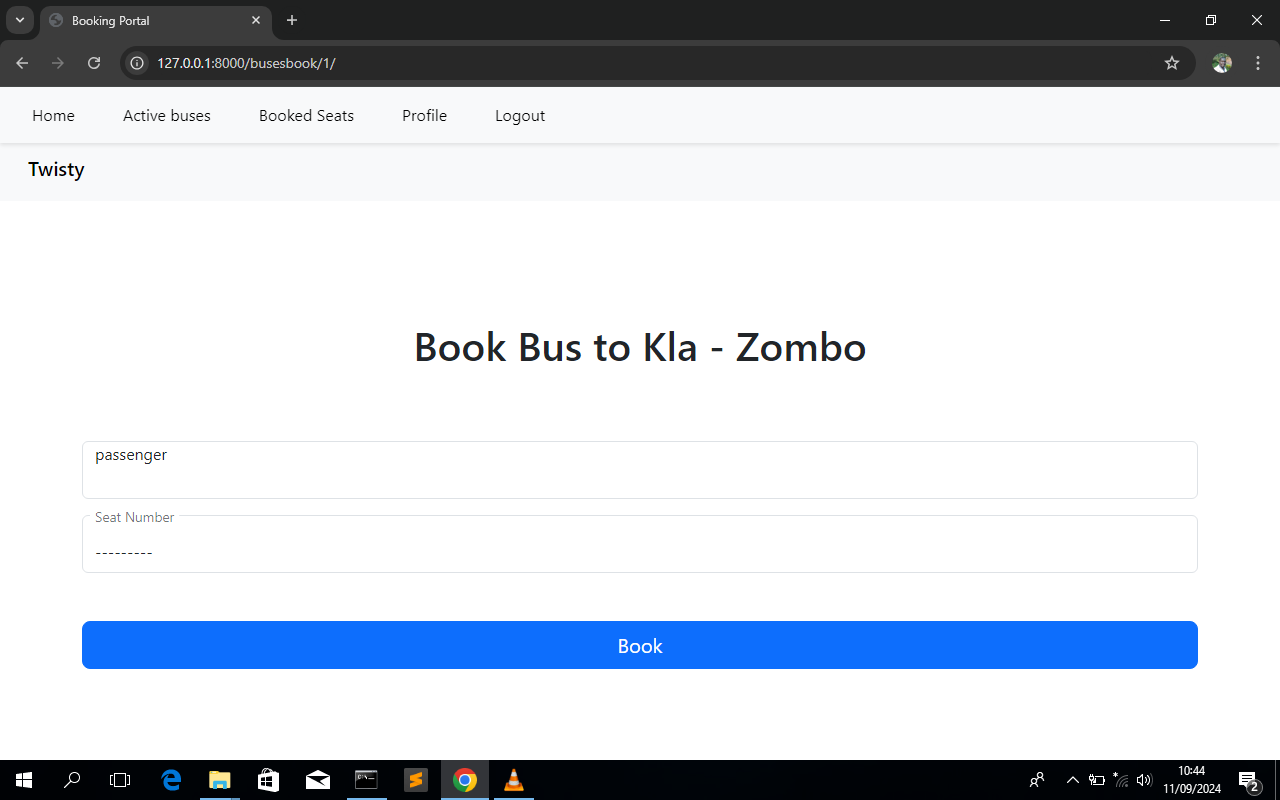 Booking Portal
127.0.0.1:8000/busesbook/1/
Home Active buses Booked Seats Profile Logout
Twisty
Book Bus to Kla - Zombo
passenger
Seat Number
---------
Book
10:44
11/09/2024
2